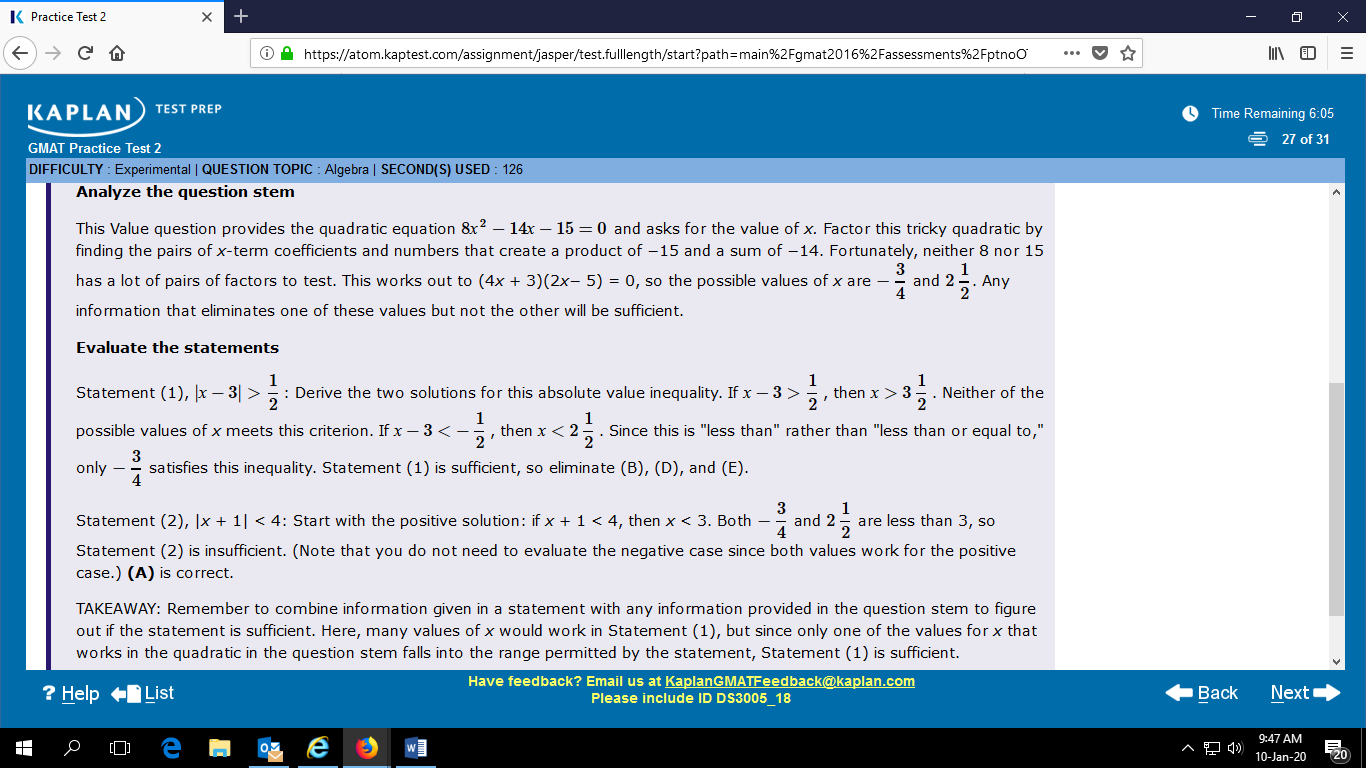 Practice Test 2
https://atom.kaptest.com/assignment/jasper/test.fulllength/start?path=main%2Fgmat2016%2Fassessments%2FptnoO
KAPLAN TEST PREP
Time Remaining 6:05
GMAT Practice Test 2
27 of 31
DIFFICULTY : Experimental | QUESTION TOPIC : Algebra | SECOND(S) USED : 126
Analyze the question stem
This Value question provides the quadratic equation 8x² − 14x − 15 = 0 and asks for the value of x. Factor this tricky quadratic by
finding the pairs of x-term coefficients and numbers that create a product of −15 and a sum of −14. Fortunately, neither 8 nor 15
has a lot of pairs of factors to test. This works out to (4x + 3)(2x− 5) = 0, so the possible values of x are − 3/4 and 2 1/2. Any
information that eliminates one of these values but not the other will be sufficient.
Evaluate the statements
Statement (1), |x − 3| > 1/2 : Derive the two solutions for this absolute value inequality. If x − 3 > 1/2 , then x > 3 1/2 . Neither of the
possible values of x meets this criterion. If x − 3 < − 1/2 , then x < 2 1/2 . Since this is "less than" rather than "less than or equal to,"
only − 3/4 satisfies this inequality. Statement (1) is sufficient, so eliminate (B), (D), and (E).
Statement (2), |x + 1| < 4: Start with the positive solution: if x + 1 < 4, then x < 3. Both − 3/4 and 2 1/2 are less than 3, so
Statement (2) is insufficient. (Note that you do not need to evaluate the negative case since both values work for the positive
case.) (A) is correct.
TAKEAWAY: Remember to combine information given in a statement with any information provided in the question stem to figure
out if the statement is sufficient. Here, many values of x would work in Statement (1), but since only one of the values for x that
works in the quadratic in the question stem falls into the range permitted by the statement, Statement (1) is sufficient.
? Help
List
Have feedback? Email us at KaplanGMATFeedback@kaplan.com
Please include ID DS3005_18
Back
Next
9:47 AM
10-Jan-20
20